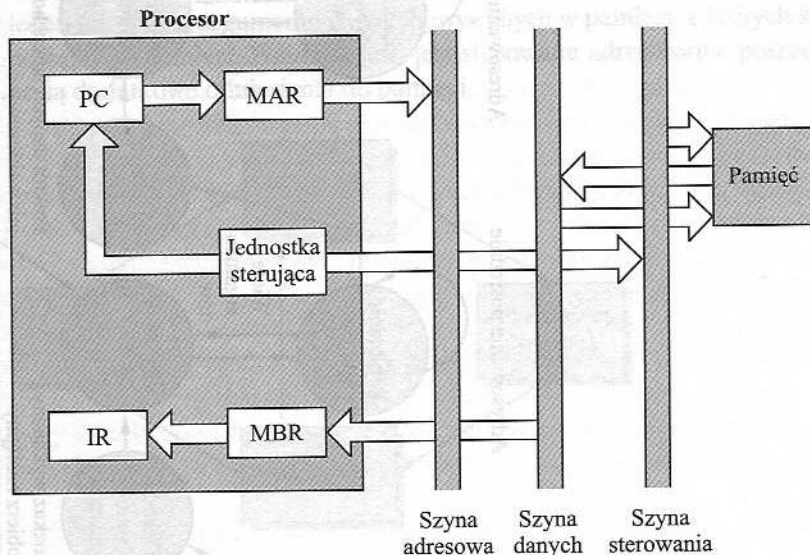 Procesor
PC
MAR
Pamięć
Jednostka
sterująca
IR
MBR
Szyna
adresowa
Szyna
danych
Szyna
sterowania